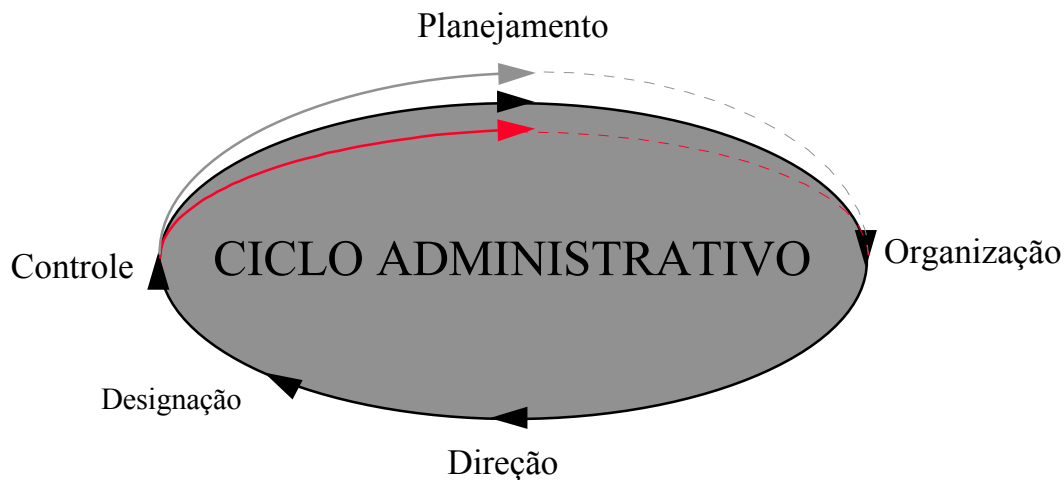 Planejamento
CICLO ADMINISTRATIVO
Controle
Organização
Designação
Direção